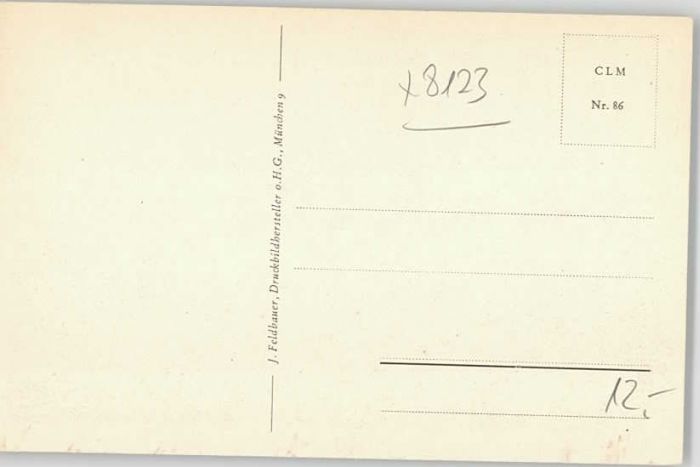 x8123
CLM
Nr. 86
J. Feldbauer, Druckbildhersteller o.H.G., München 9
12,-